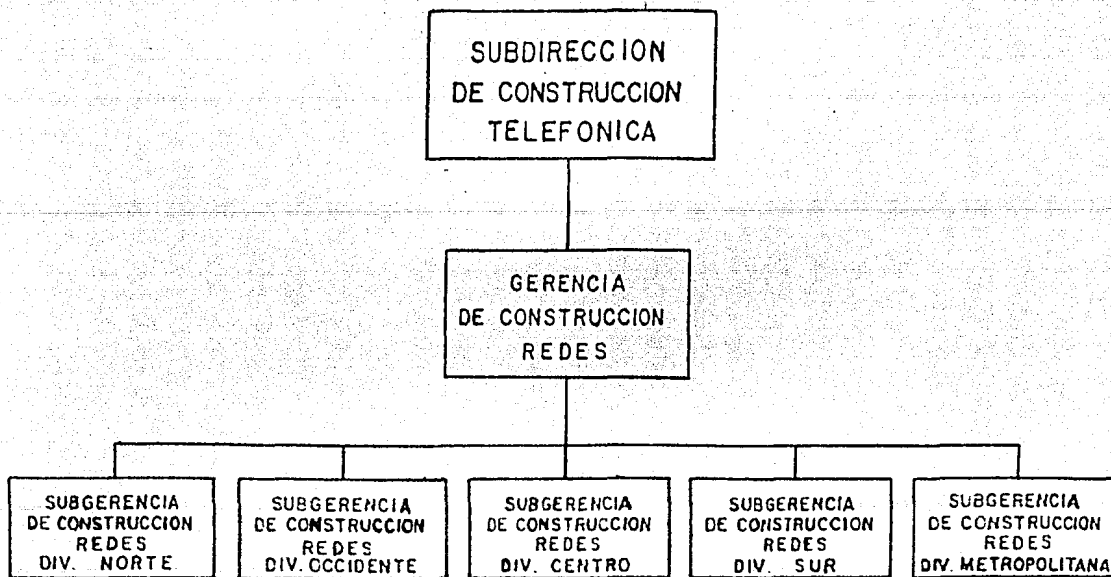 SUBDIRECCION
DE CONSTRUCCION
TELEFONICA
GERENCIA
DE CONSTRUCCION
REDES
SUBGERENCIA
DE CONSTRUCCION
REDES
DIV. NORTE
SUBGERENCIA
DE CONSTRUCCION
REDES
DIV. OCCIDENTE
SUBGERENCIA
DE CONSTRUCCION
REDES
DIV. CENTRO
SUBGERENCIA
DE CONSTRUCCION
REDES
DIV. SUR
SUBGERENCIA
DE CONSTRUCCION
REDES
DIV. METROPOLITANA